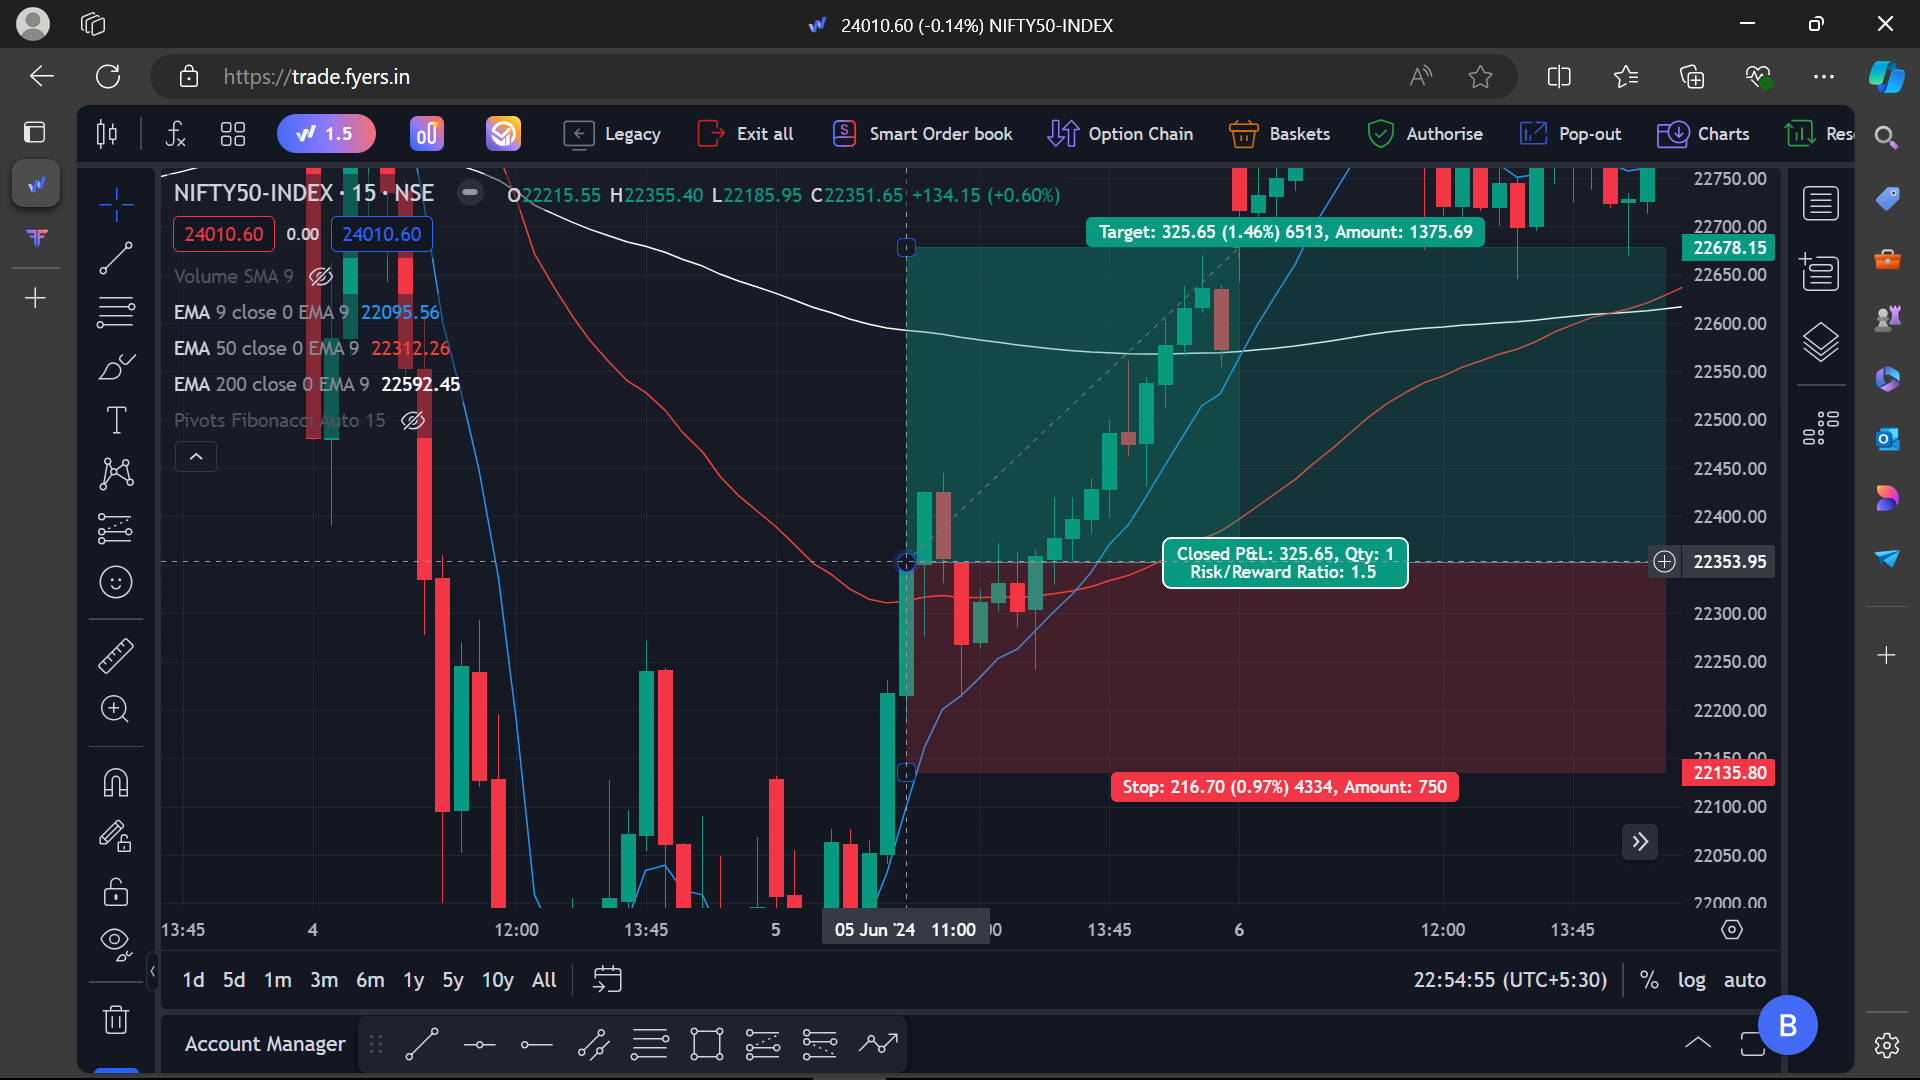 24010.60 (-0.14%) NIFTY50-INDEX
https://trade.fyers.in
1.5
Legacy
Exit all
Smart Order book
Option Chain
Baskets
Authorise
Pop-out
Charts
Res
NIFTY50-INDEX · 15 · NSE
O22215.55 H22355.40 L22185.95 C22351.65 +134.15 (+0.60%)
24010.60 0.00 24010.60
Volume SMA 9
EMA 9 close 0 EMA 9 22095.56
EMA 50 close 0 EMA 9 22312.26
EMA 200 close 0 EMA 9 22592.45
Pivots Fibonacci Auto 15
Target: 325.65 (1.46%) 6513, Amount: 1375.69
Closed P&L: 325.65, Qty: 1
Risk/Reward Ratio: 1.5
Stop: 216.70 (0.97%) 4334, Amount: 750
22750.00
22700.00
22678.15
22650.00
22600.00
22550.00
22500.00
22450.00
22400.00
22353.95
22300.00
22250.00
22200.00
22150.00
22135.80
22100.00
22050.00
22000.00
13:45 4 12:00 13:45 5 05 Jun '24 11:00 13:45 6 12:00 13:45
1d 5d 1m 3m 6m 1y 5y 10y All
22:54:55 (UTC+5:30) % log auto
Account Manager
B